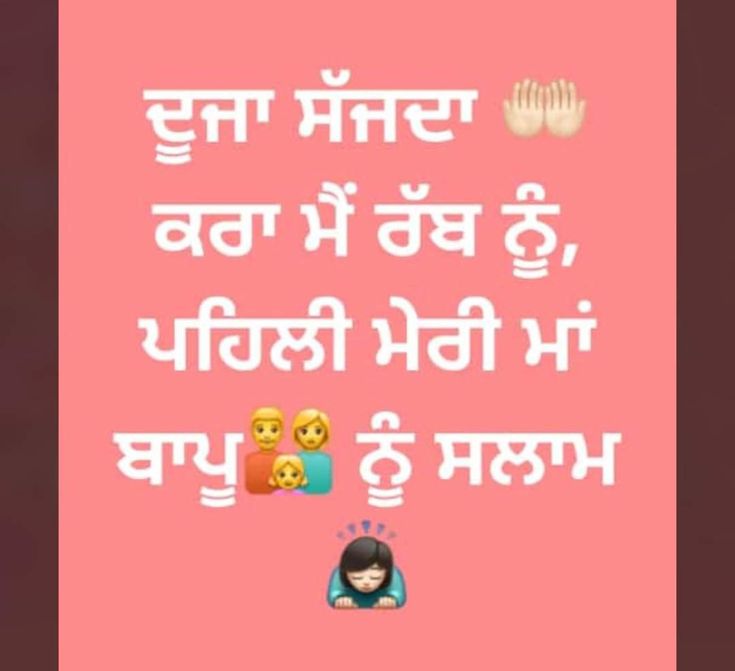 ਦੂਜਾ ਸੱਜਦਾ 🤲🏻
ਕਰਾ ਮੈਂ ਰੱਬ ਨੂੰ,
ਪਹਿਲੀ ਮੇਰੀ ਮਾਂ
ਬਾਪੂ👨‍👩‍👧 ਨੂੰ ਸਲਾਮ
🙇🏻‍♀️